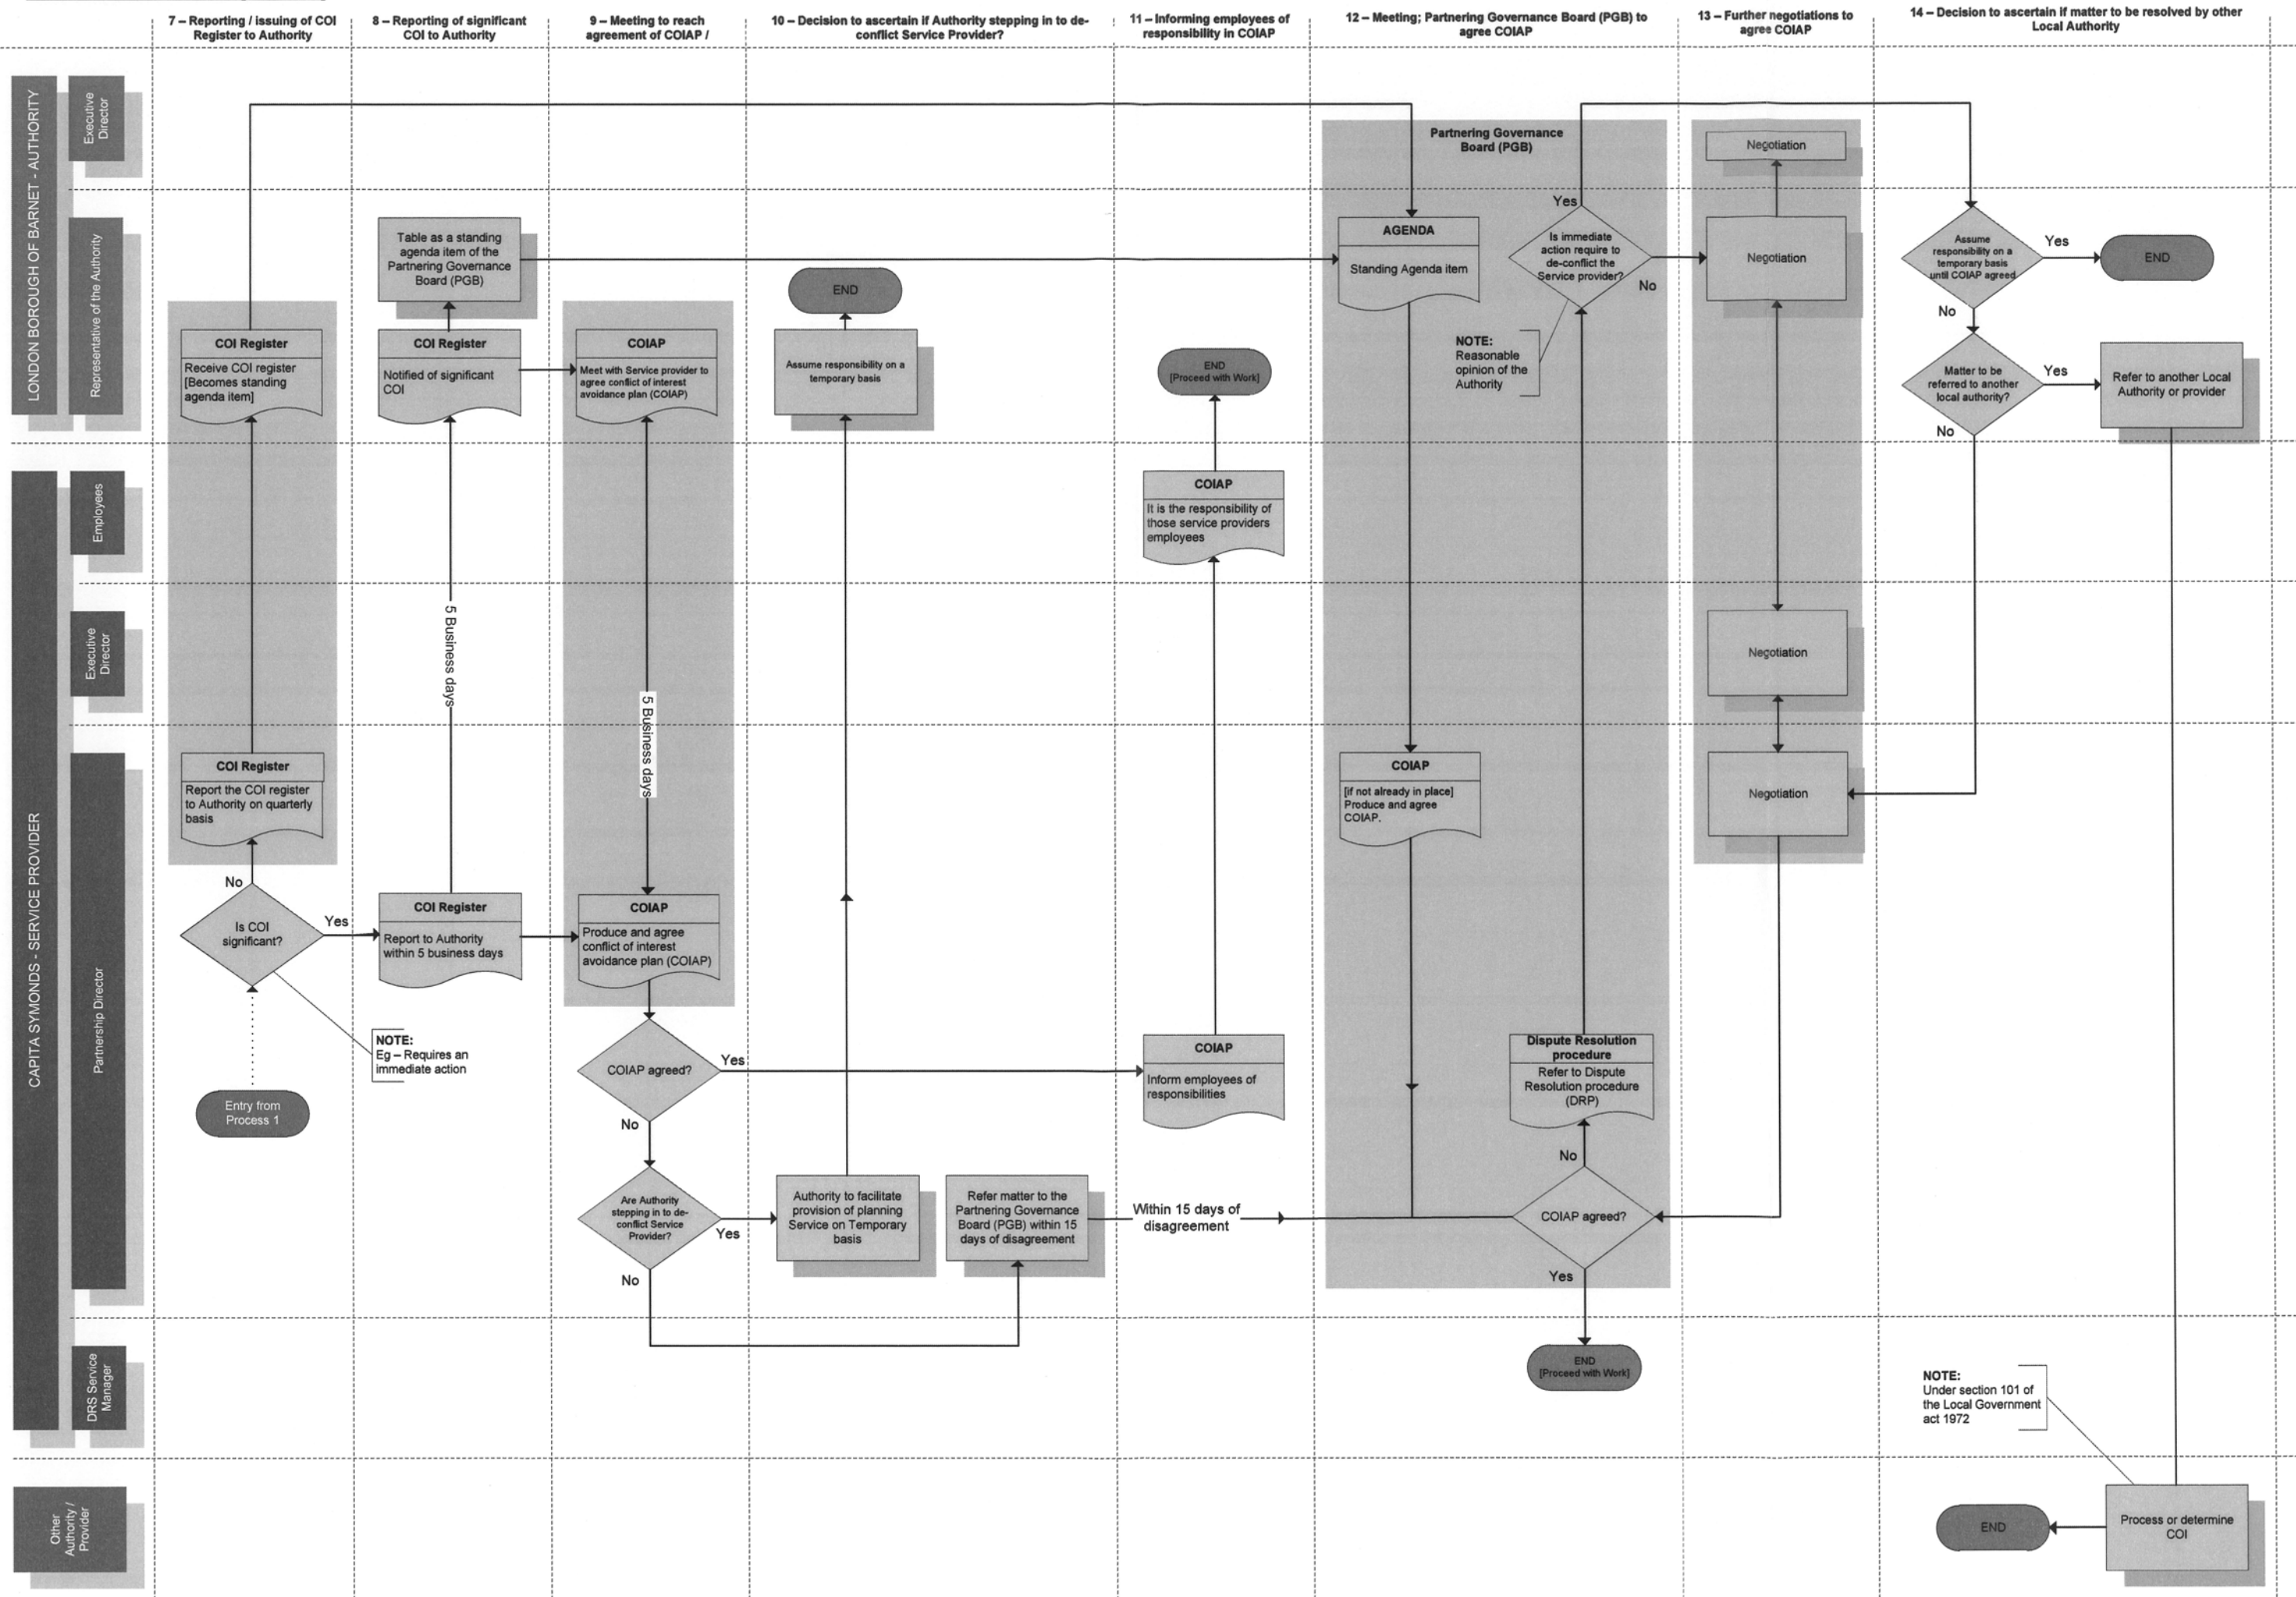 7 – Reporting / issuing of COI
Register to Authority
8 – Reporting of significant
COI to Authority
9 – Meeting to reach
agreement of COIAP /
10 – Decision to ascertain if Authority stepping in to de-
conflict Service Provider?
11 – Informing employees of
responsibility in COIAP
12 – Meeting; Partnering Governance Board (PGB) to
agree COIAP
13 – Further negotiations to
agree COIAP
14 – Decision to ascertain if matter to be resolved by other
Local Authority
LONDON BOROUGH OF BARNET - AUTHORITY
Executive
Director
Representative of the Authority
CAPITA SYMONDS - SERVICE PROVIDER
Employees
Executive
Director
Partnership Director
DRS Service
Manager
Other
Authority /
Provider
COI Register
Receive COI register
[Becomes standing
agenda item]
COI Register
Report the COI register
to Authority on quarterly
basis
No
Is COI
significant?
Yes
Entry from
Process 1
NOTE:
Eg – Requires an
immediate action
Table as a standing
agenda item of the
Partnering Governance
Board (PGB)
COI Register
Notified of significant
COI
5 Business days
COI Register
Report to Authority
within 5 business days
COIAP
Meet with Service provider to
agree conflict of interest
avoidance plan (COIAP)
5 Business days
COIAP
Produce and agree
conflict of interest
avoidance plan (COIAP)
COIAP agreed?
Yes
No
Are Authority
stepping in to de-
conflict Service
Provider?
Yes
No
END
Assume responsibility on a
temporary basis
Authority to facilitate
provision of planning
Service on Temporary
basis
Refer matter to the
Partnering Governance
Board (PGB) within 15
days of disagreement
Within 15 days of
disagreement
END
[Proceed with Work]
COIAP
It is the responsibility of
those service providers
employees
COIAP
Inform employees of
responsibilities
Partnering Governance
Board (PGB)
AGENDA
Standing Agenda item
Yes
Is immediate
action require to
de-conflict the
Service provider?
No
NOTE:
Reasonable
opinion of the
Authority
COIAP
[if not already in place]
Produce and agree
COIAP.
Dispute Resolution
procedure
Refer to Dispute
Resolution procedure
(DRP)
No
COIAP agreed?
Yes
END
[Proceed with Work]
Negotiation
Negotiation
Negotiation
Negotiation
Assume
responsibility on a
temporary basis
until COIAP agreed
Yes
END
No
Matter to be
referred to another
local authority?
Yes
Refer to another Local
Authority or provider
No
NOTE:
Under section 101 of
the Local Government
act 1972
Process or determine
COI
END